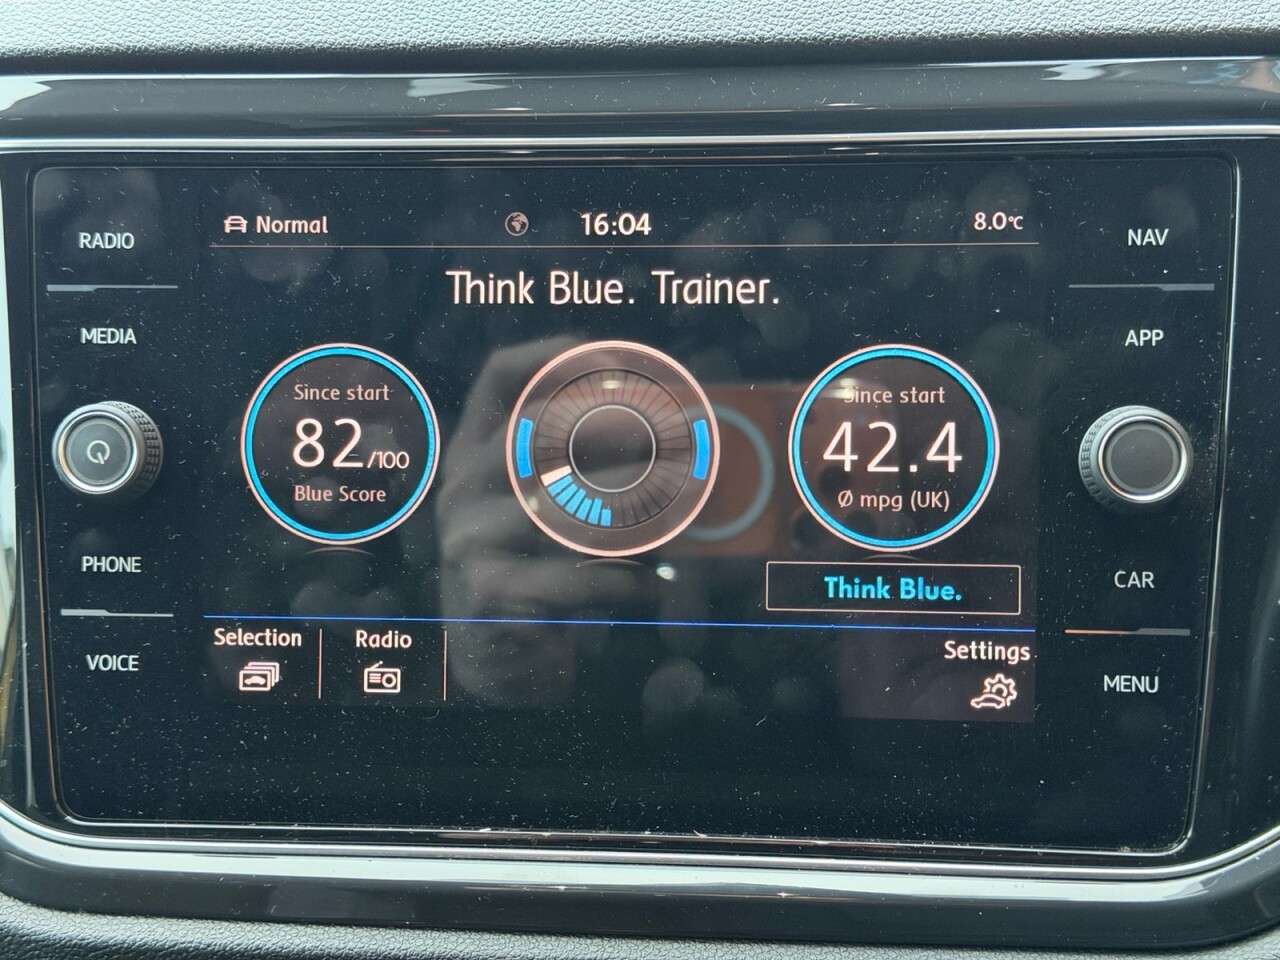 Normal
16:04
8.0°C
RADIO
NAV
Think Blue. Trainer.
MEDIA
APP
Since start
82/100
Blue Score
Since start
42.4
Ø mpg (UK)
PHONE
CAR
Think Blue.
VOICE
MENU
Selection
Radio
Settings